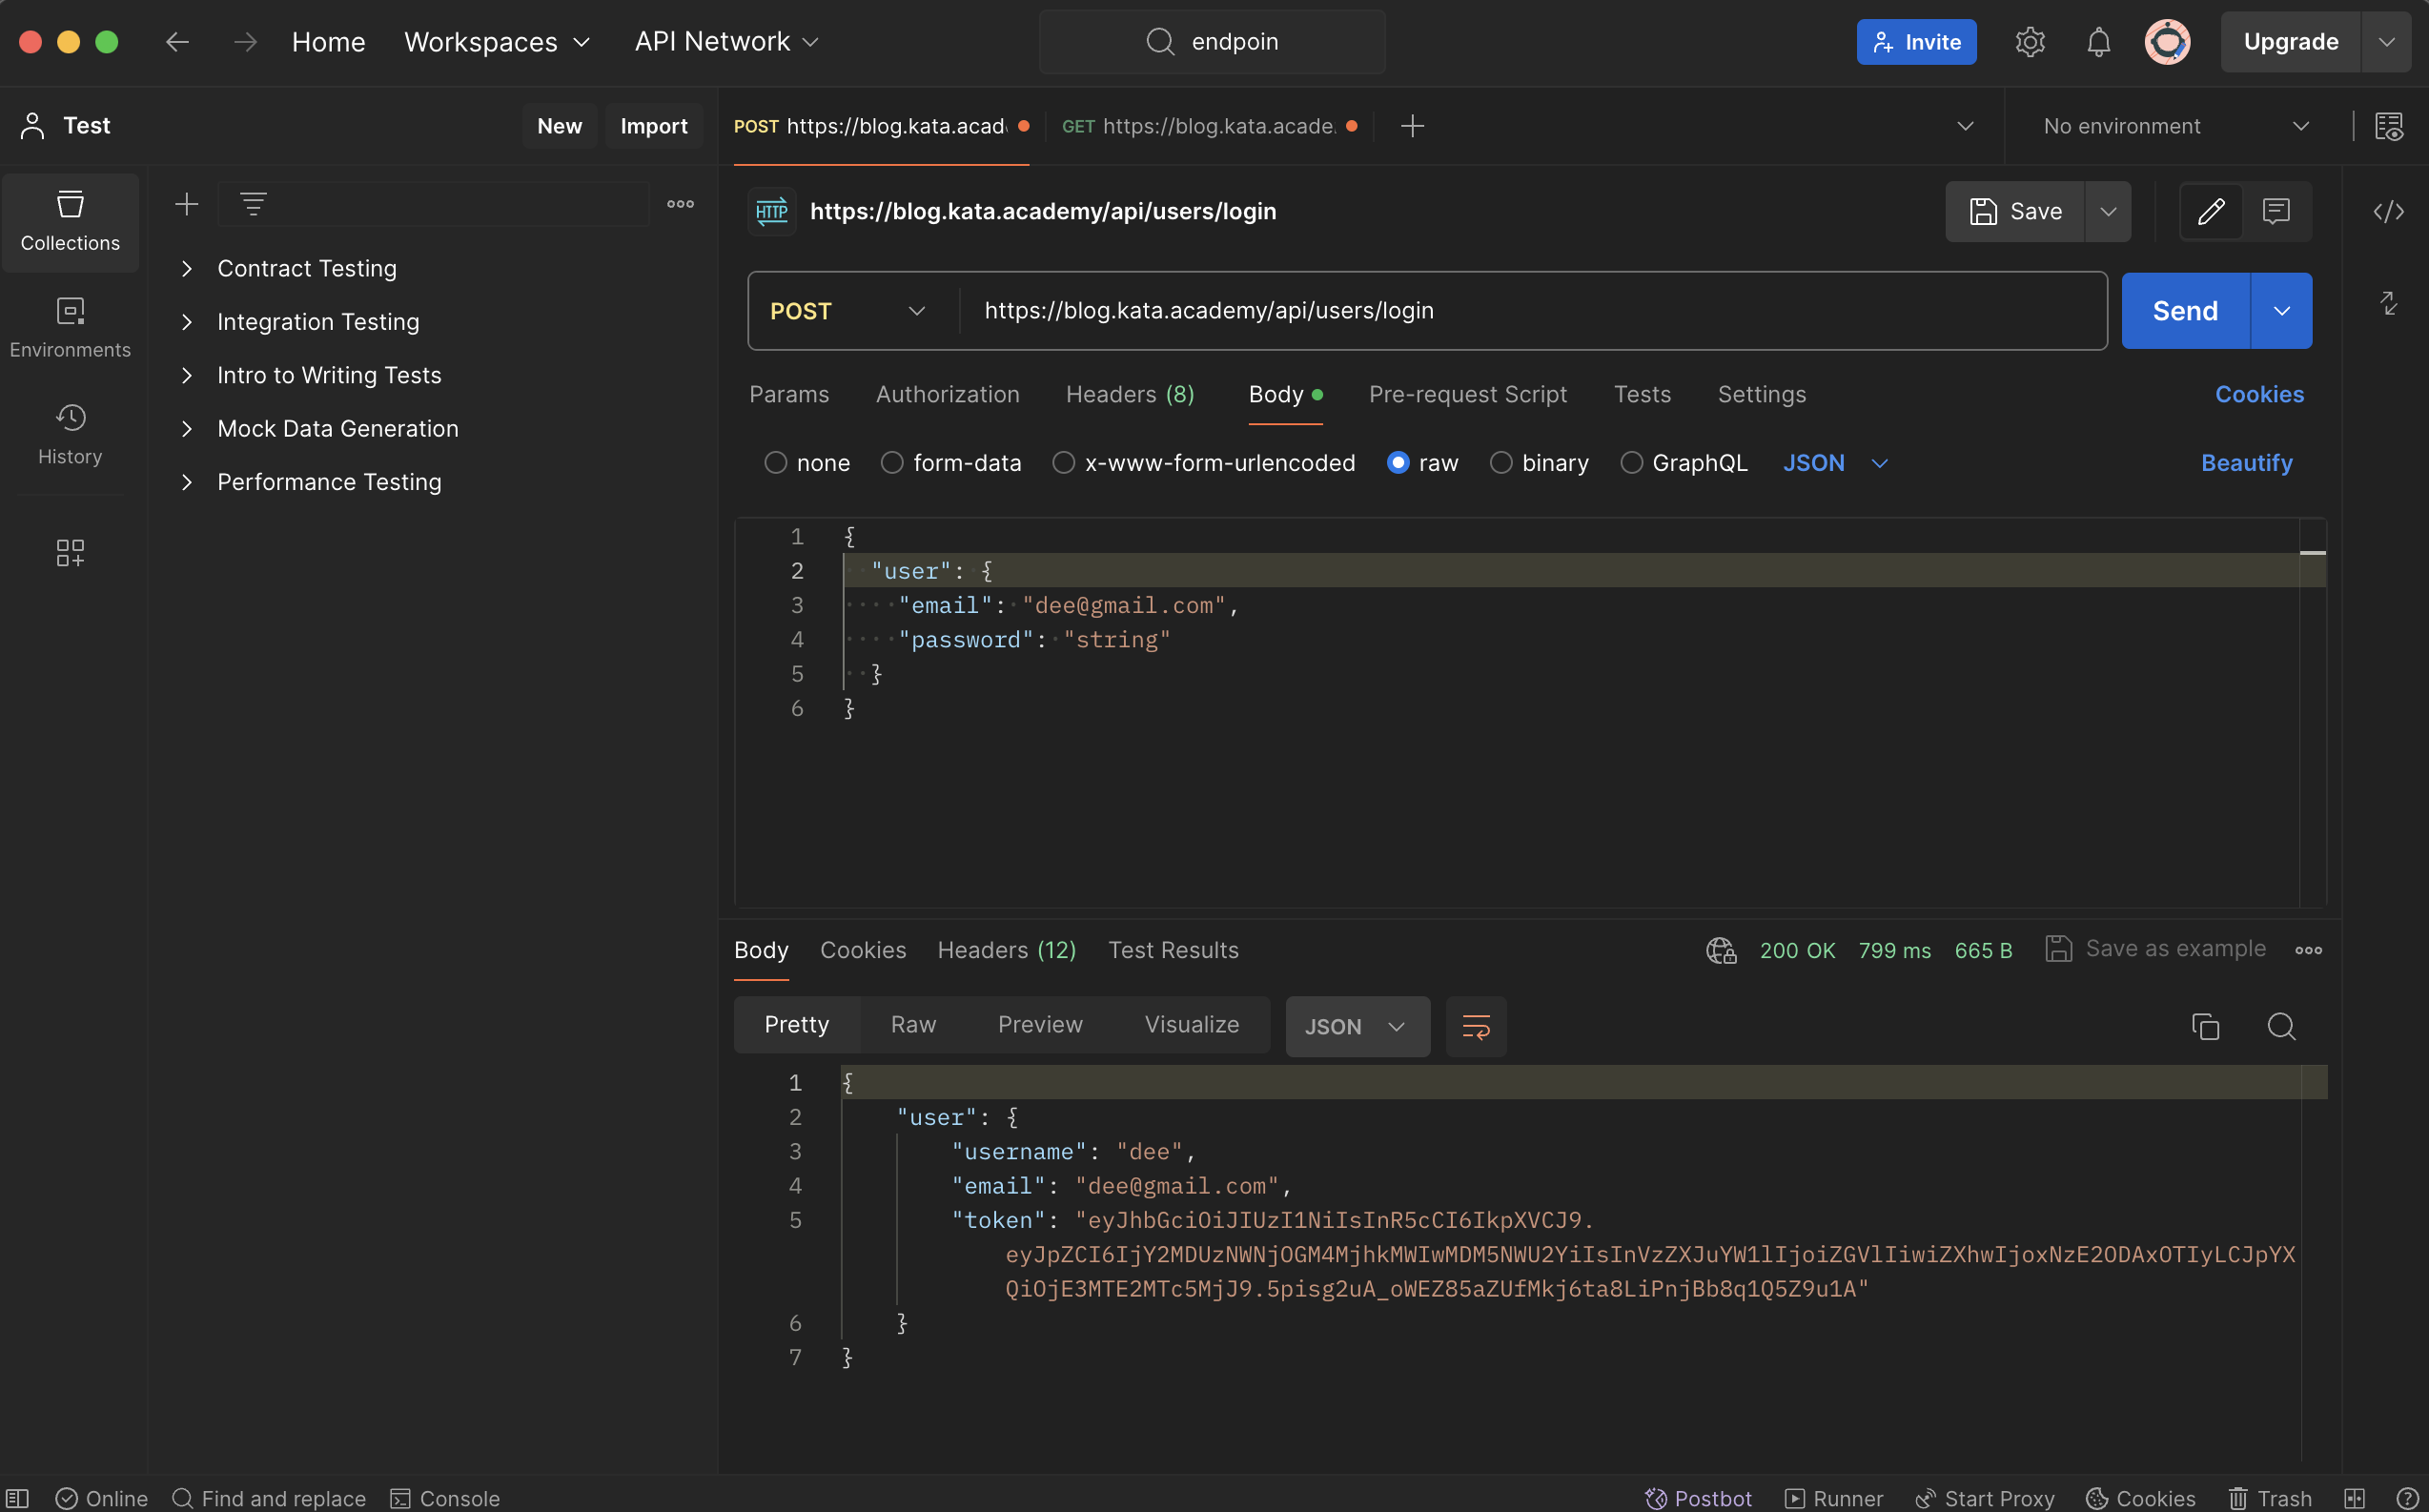 Home
Workspaces
API Network
endpoin
Invite
Upgrade
Test
New
Import
POST https://blog.kata.acad
GET https://blog.kata.acade
No environment
Collections
Environments
History
Contract Testing
Integration Testing
Intro to Writing Tests
Mock Data Generation
Performance Testing
HTTP
https://blog.kata.academy/api/users/login
Save
POST
https://blog.kata.academy/api/users/login
Send
Params
Authorization
Headers (8)
Body
Pre-request Script
Tests
Settings
Cookies
none
form-data
x-www-form-urlencoded
raw
binary
GraphQL
JSON
Beautify
1 {
2 "user": {
3 "email": "dee@gmail.com",
4 "password": "string"
5 }
6 }
Body
Cookies
Headers (12)
Test Results
200 OK
799 ms
665 B
Save as example
Pretty
Raw
Preview
Visualize
JSON
1 {
2 "user": {
3 "username": "dee",
4 "email": "dee@gmail.com",
5 "token": "eyJhbGciOiJIUzI1NiIsInR5cCI6IkpXVCJ9.
eyJpZCI6IjY2MDUzNWNjOGM4MjhkMWIwMDM5NWU2YiIsInVzZXJuYW1lIjoiZGVlIiwiZXhwIjoxNzE2ODAxOTIyLCJpYX
QiOjE3MTE2MTc5MjJ9.5pisg2uA_oWEZ85aZUfMkj6ta8LiPnjBb8q1Q5Z9u1A"
6 }
7 }
Online
Find and replace
Console
Postbot
Runner
Start Proxy
Cookies
Trash